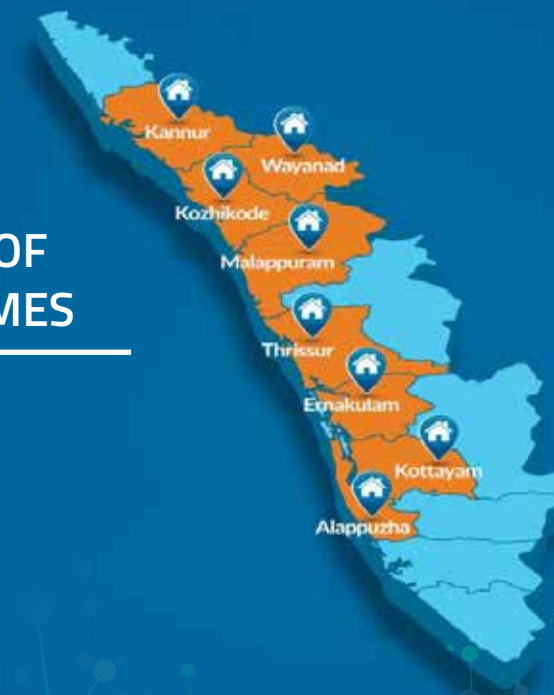 OF
MES
Kannur
Wayanad
Kozhikode
Malappuram
Thrissur
Ernakulam
Kottayam
Alappuzha